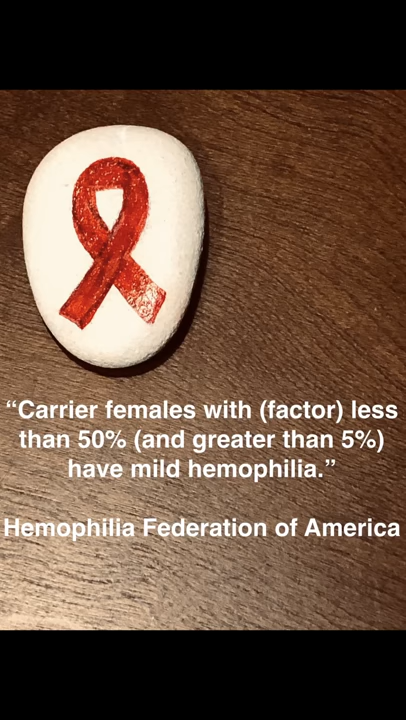 “Carrier females with (factor) less
than 50% (and greater than 5%)
have mild hemophilia.”
Hemophilia Federation of America